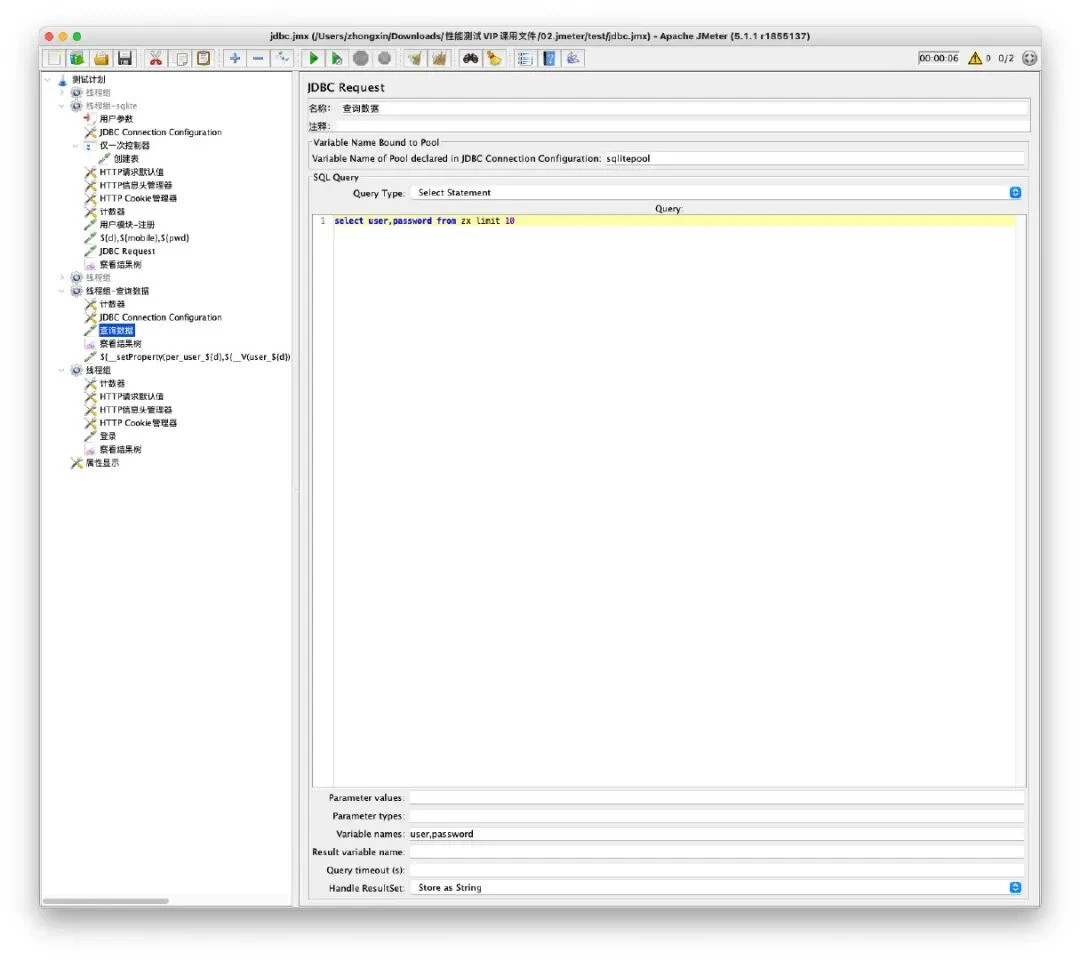 jdbc.jmx (/Users/zhongxin/Downloads/性能测试VIP课用文件/02.jmeter/test/jdbc.jmx) - Apache JMeter (5.1.1 r1855137)
00:00:06 0 0/2
测试计划
线程组
线程组-sqlite
用户参数
JDBC Connection Configuration
仅一次控制器
创建表
HTTP请求默认值
HTTP信息头管理器
HTTP Cookie管理器
计数器
用户模块-注册
${d},${mobile},${pwd}
JDBC Request
察看结果树
线程组
线程组-查询数据
计数器
JDBC Connection Configuration
查询数据
察看结果树
${__setProperty(per_user_${d},${__V(user_${d})
线程组
计数器
HTTP请求默认值
HTTP信息头管理器
HTTP Cookie管理器
登录
察看结果树
属性显示
JDBC Request
名称: 查询数据
注释:
Variable Name Bound to Pool
Variable Name of Pool declared in JDBC Connection Configuration: sqlitepool
SQL Query
Query Type: Select Statement
Query:
1 select user,password from zx limit 10
Parameter values:
Parameter types:
Variable names: user,password
Result variable name:
Query timeout (s):
Handle ResultSet: Store as String